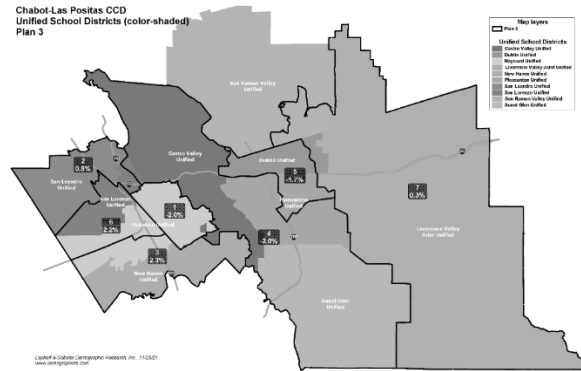 Chabot-Las Positas CCD
Unified School Districts (color-shaded)
Plan 3
Map layers
Plan 3
Unified School Districts
Castro Valley Unified
Dublin Unified
Hayward Unified
Livermore Valley Joint Unified
New Haven Unified
Pleasanton Unified
San Leandro Unified
San Lorenzo Unified
San Ramon Valley Unified
Sunol Glen Unified
San Ramon Valley
Unified
Castro Valley
Unified
Dublin Unified
2
0.8%
San Leandro
Unified
5
-1.7%
7
0.3%
Pleasanton
Unified
San Lorenzo
Unified
1
-2.0%
Hayward Unified
6
2.2%
4
-2.0%
Livermore Valley
Joint Unified
3
2.3%
New Haven
Unified
Sunol Glen
Unified
Lapkoff & Gobalet Demographic Research, Inc. 11/03/21
www.demographers.com